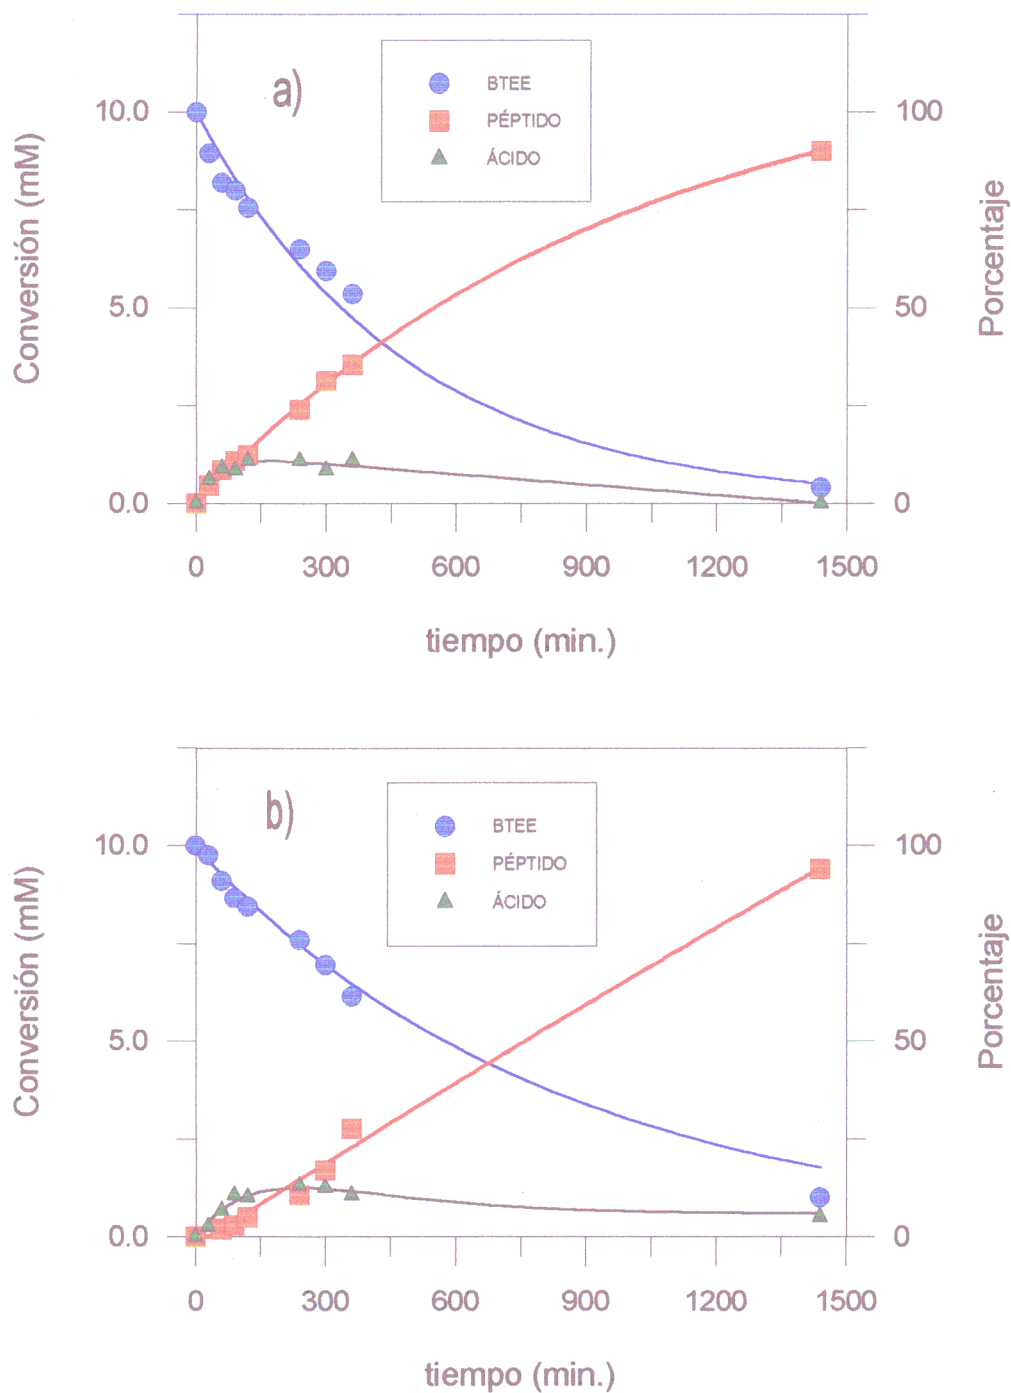 a)
BTEE
PÉPTIDO
ÁCIDO
10.0
5.0
0.0
100
50
0
Conversión (mM)
Porcentaje
0 300 600 900 1200 1500
tiempo (min.)
b)
BTEE
PÉPTIDO
ÁCIDO
10.0
5.0
0.0
100
50
0
Conversión (mM)
Porcentaje
0 300 600 900 1200 1500
tiempo (min.)